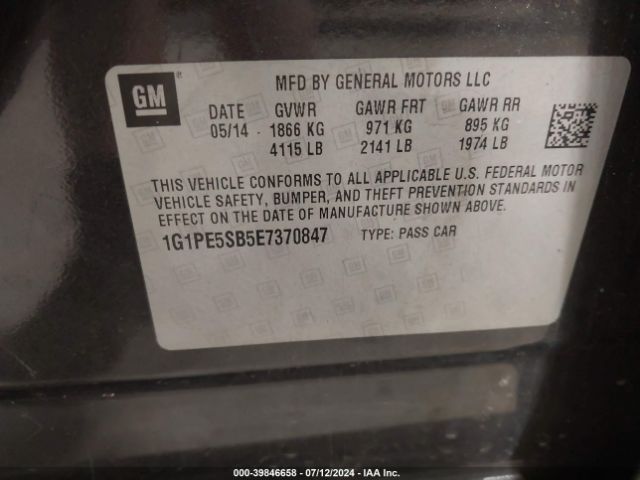 GM ®
MFD BY GENERAL MOTORS LLC
DATE GVWR GAWR FRT GAWR RR
05/14 1866 KG 971 KG 895 KG
4115 LB 2141 LB 1974 LB
THIS VEHICLE CONFORMS TO ALL APPLICABLE U.S. FEDERAL MOTOR
VEHICLE SAFETY, BUMPER, AND THEFT PREVENTION STANDARDS IN
EFFECT ON THE DATE OF MANUFACTURE SHOWN ABOVE.
1G1PE5SB5E7370847 TYPE: PASS CAR
000-39846658 - 07/12/2024 - IAA Inc.